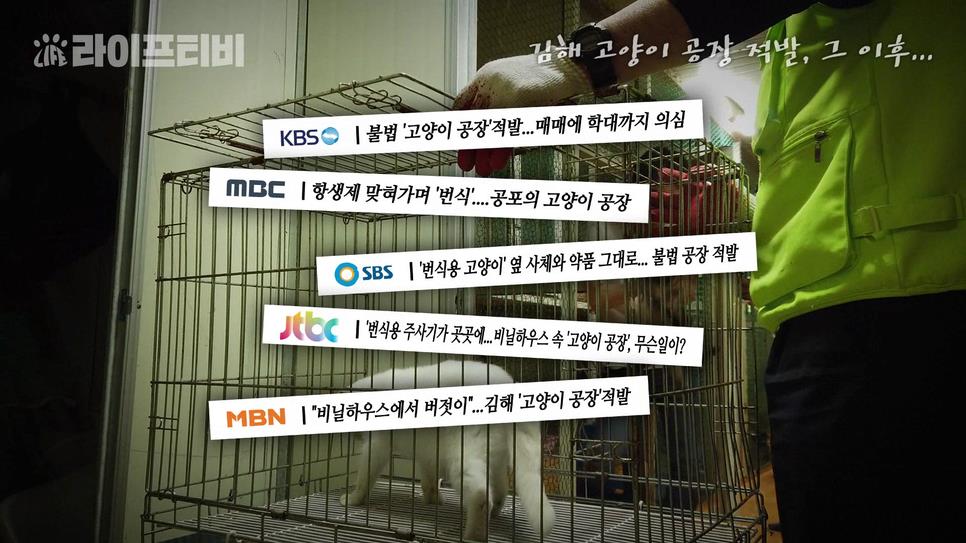 LIFE 라이프티비
김해 고양이 공장 적발, 그 이후...
KBS | 불법 '고양이 공장'적발...매매에 학대까지 의심
MBC | 항생제 맞혀가며 '번식'....공포의 고양이 공장
SBS | '번식용 고양이' 옆 사체와 약품 그대로... 불법 공장 적발
jtbc | '번식용 주사기가 곳곳에...비닐하우스 속 '고양이 공장', 무슨일이?
MBN | "비닐하우스에서 버젓이"...김해 '고양이 공장'적발